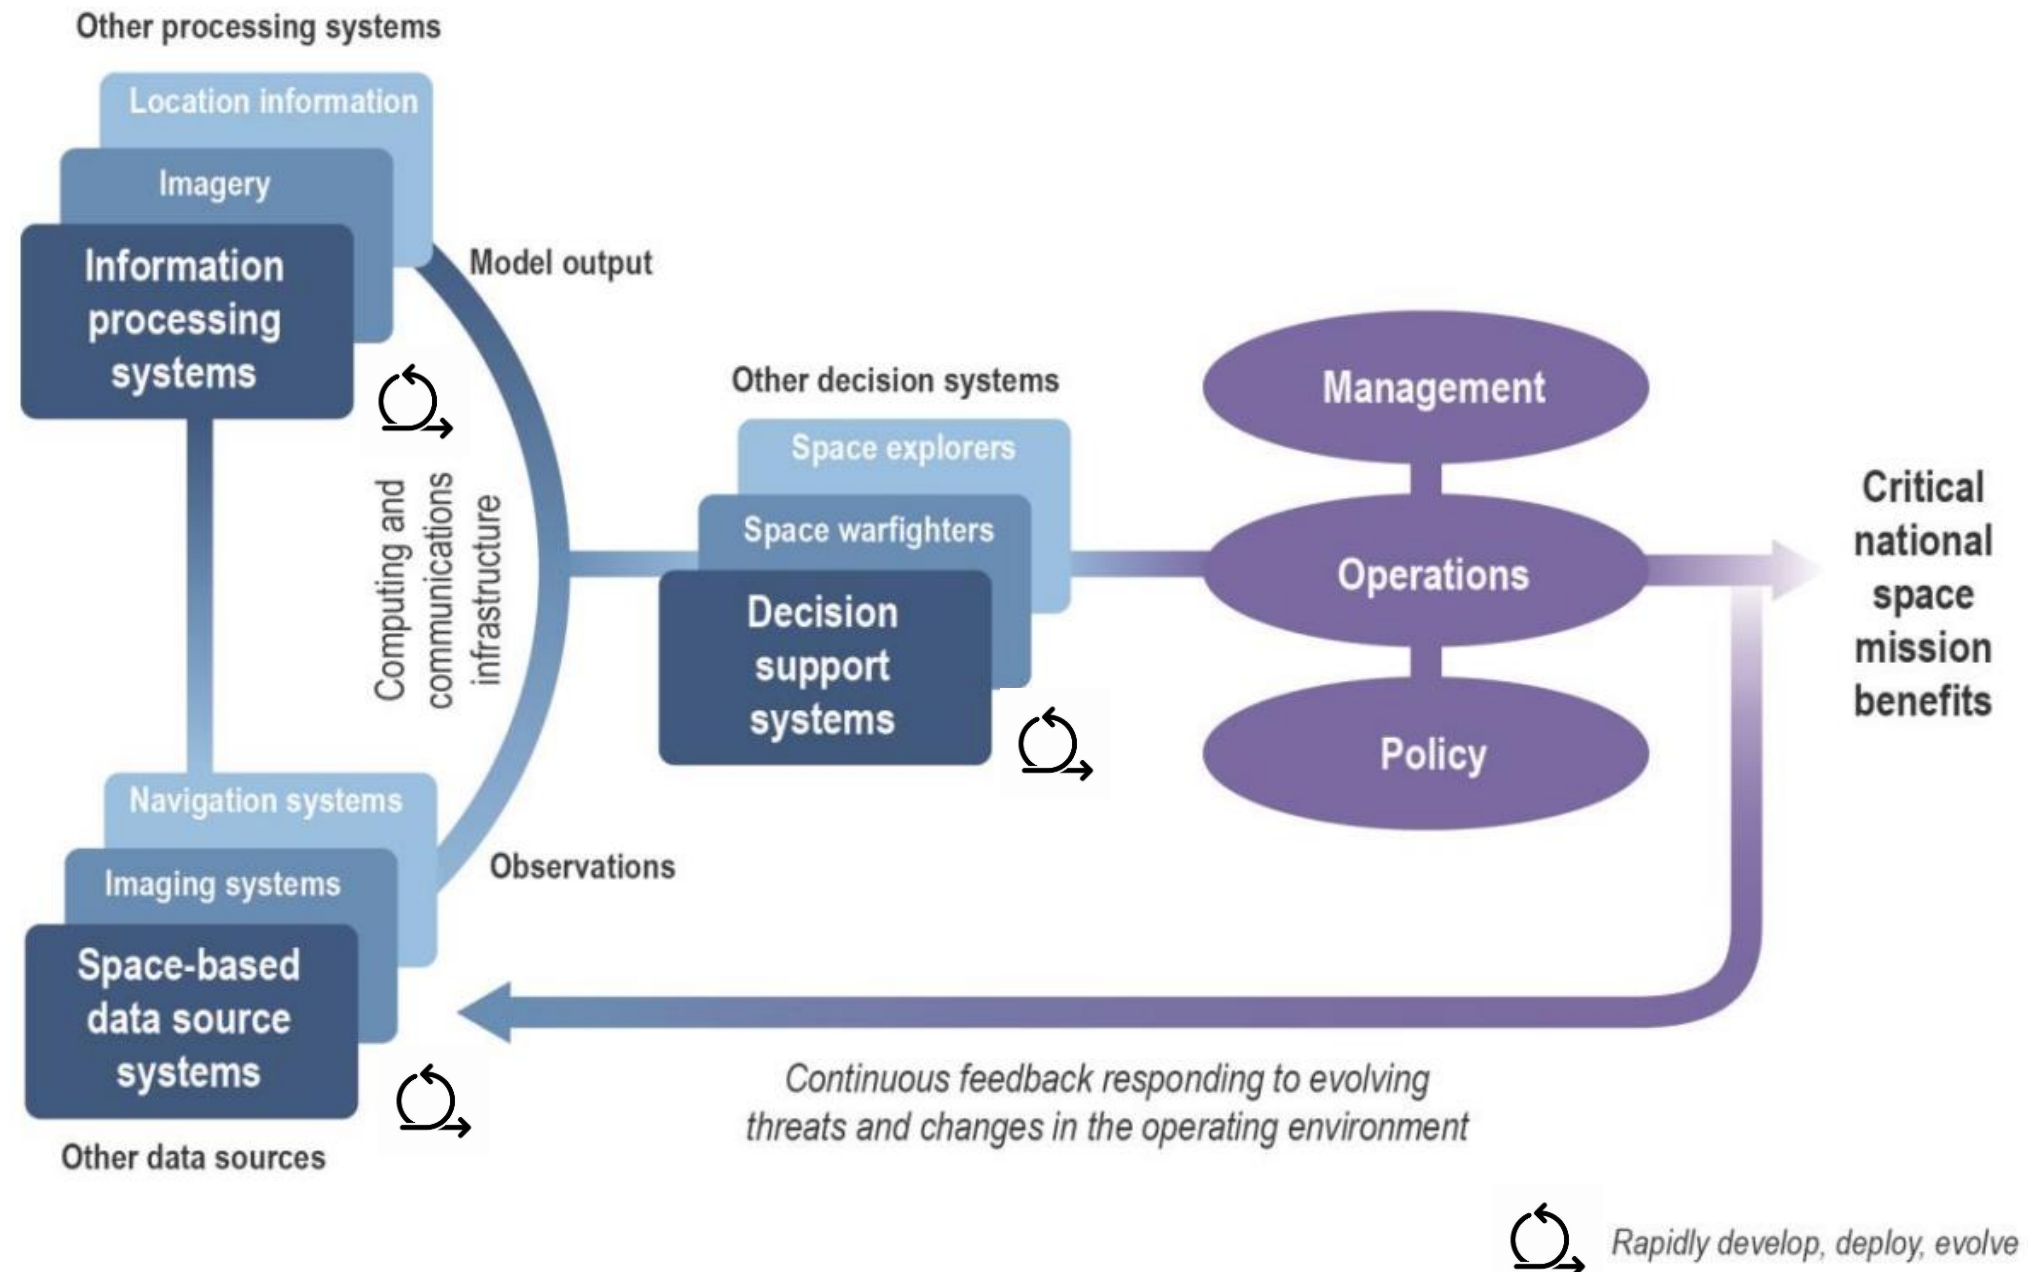 Other processing systems
Location information
Imagery
Information
processing
systems
Model output
Computing and
communications
infrastructure
Navigation systems
Imaging systems
Space-based
data source
systems
Other data sources
Observations
Other decision systems
Space explorers
Space warfighters
Decision
support
systems
Management
Operations
Policy
Critical
national
space
mission
benefits
Continuous feedback responding to evolving
threats and changes in the operating environment
Rapidly develop, deploy, evolve